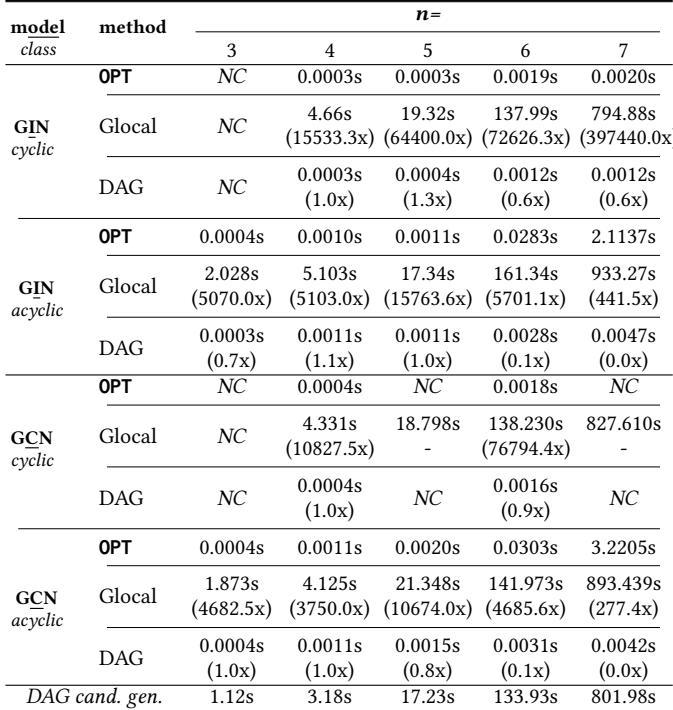 model method n=
class 3 4 5 6 7
OPT NC 0.0003s 0.0003s 0.0019s 0.0020s
GIN cyclic Glocal NC 4.66s 19.32s 137.99s 794.88s
(15533.3x) (64400.0x) (72626.3x) (397440.0x
DAG NC 0.0003s 0.0004s 0.0012s 0.0012s
(1.0x) (1.3x) (0.6x) (0.6x)
OPT 0.0004s 0.0010s 0.0011s 0.0283s 2.1137s
GIN acyclic Glocal 2.028s 5.103s 17.34s 161.34s 933.27s
(5070.0x) (5103.0x) (15763.6x) (5701.1x) (441.5x)
DAG 0.0003s 0.0011s 0.0011s 0.0028s 0.0047s
(0.7x) (1.1x) (1.0x) (0.1x) (0.0x)
OPT NC 0.0004s NC 0.0018s NC
GCN cyclic Glocal NC 4.331s 18.798s 138.230s 827.610s
(10827.5x) - (76794.4x) -
DAG NC 0.0004s NC 0.0016s NC
(1.0x) (0.9x)
OPT 0.0004s 0.0011s 0.0020s 0.0303s 3.2205s
GCN acyclic Glocal 1.873s 4.125s 21.348s 141.973s 893.439s
(4682.5x) (3750.0x) (10674.0x) (4685.6x) (277.4x)
DAG 0.0004s 0.0011s 0.0015s 0.0031s 0.0042s
(1.0x) (1.0x) (0.8x) (0.1x) (0.0x)
DAG cand. gen. 1.12s 3.18s 17.23s 133.93s 801.98s